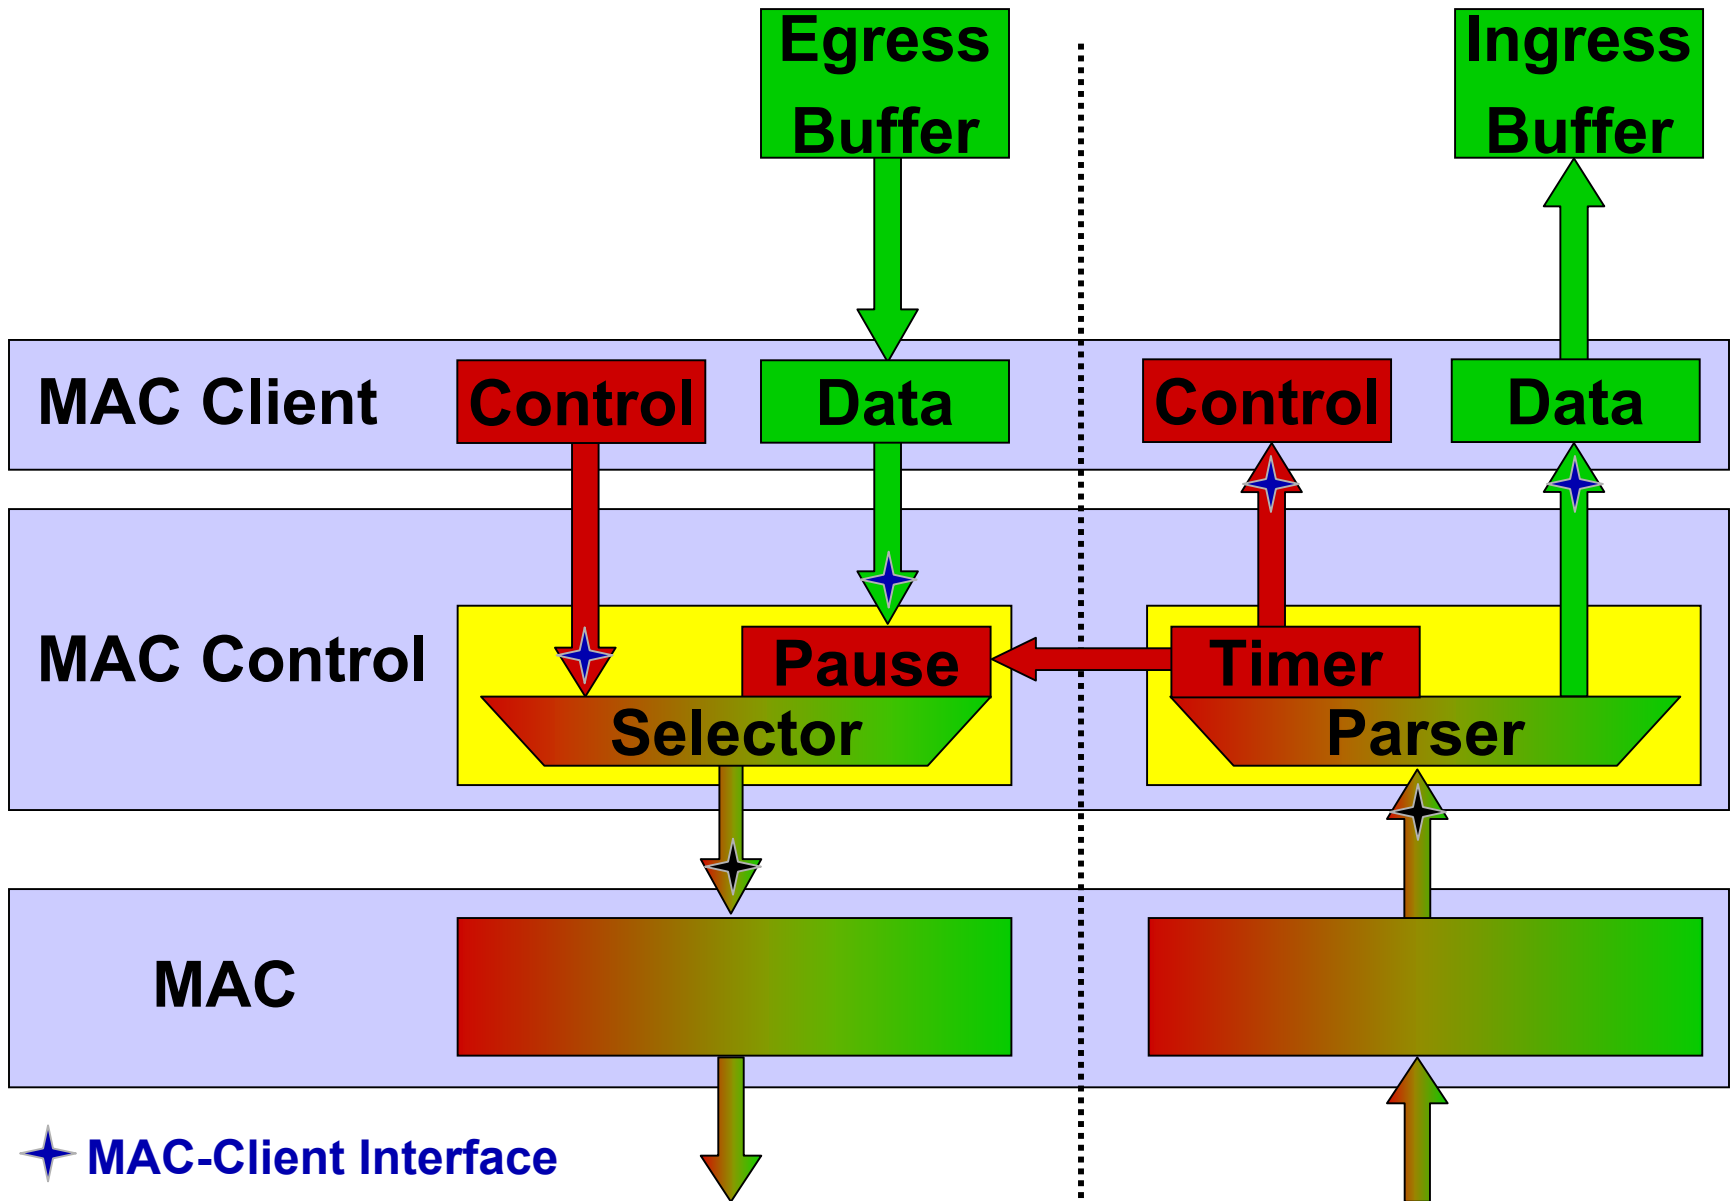 Egress
Buffer
Ingress
Buffer
MAC Client
Control
Data
Control
Data
MAC Control
Pause
Timer
Selector
Parser
MAC
MAC-Client Interface